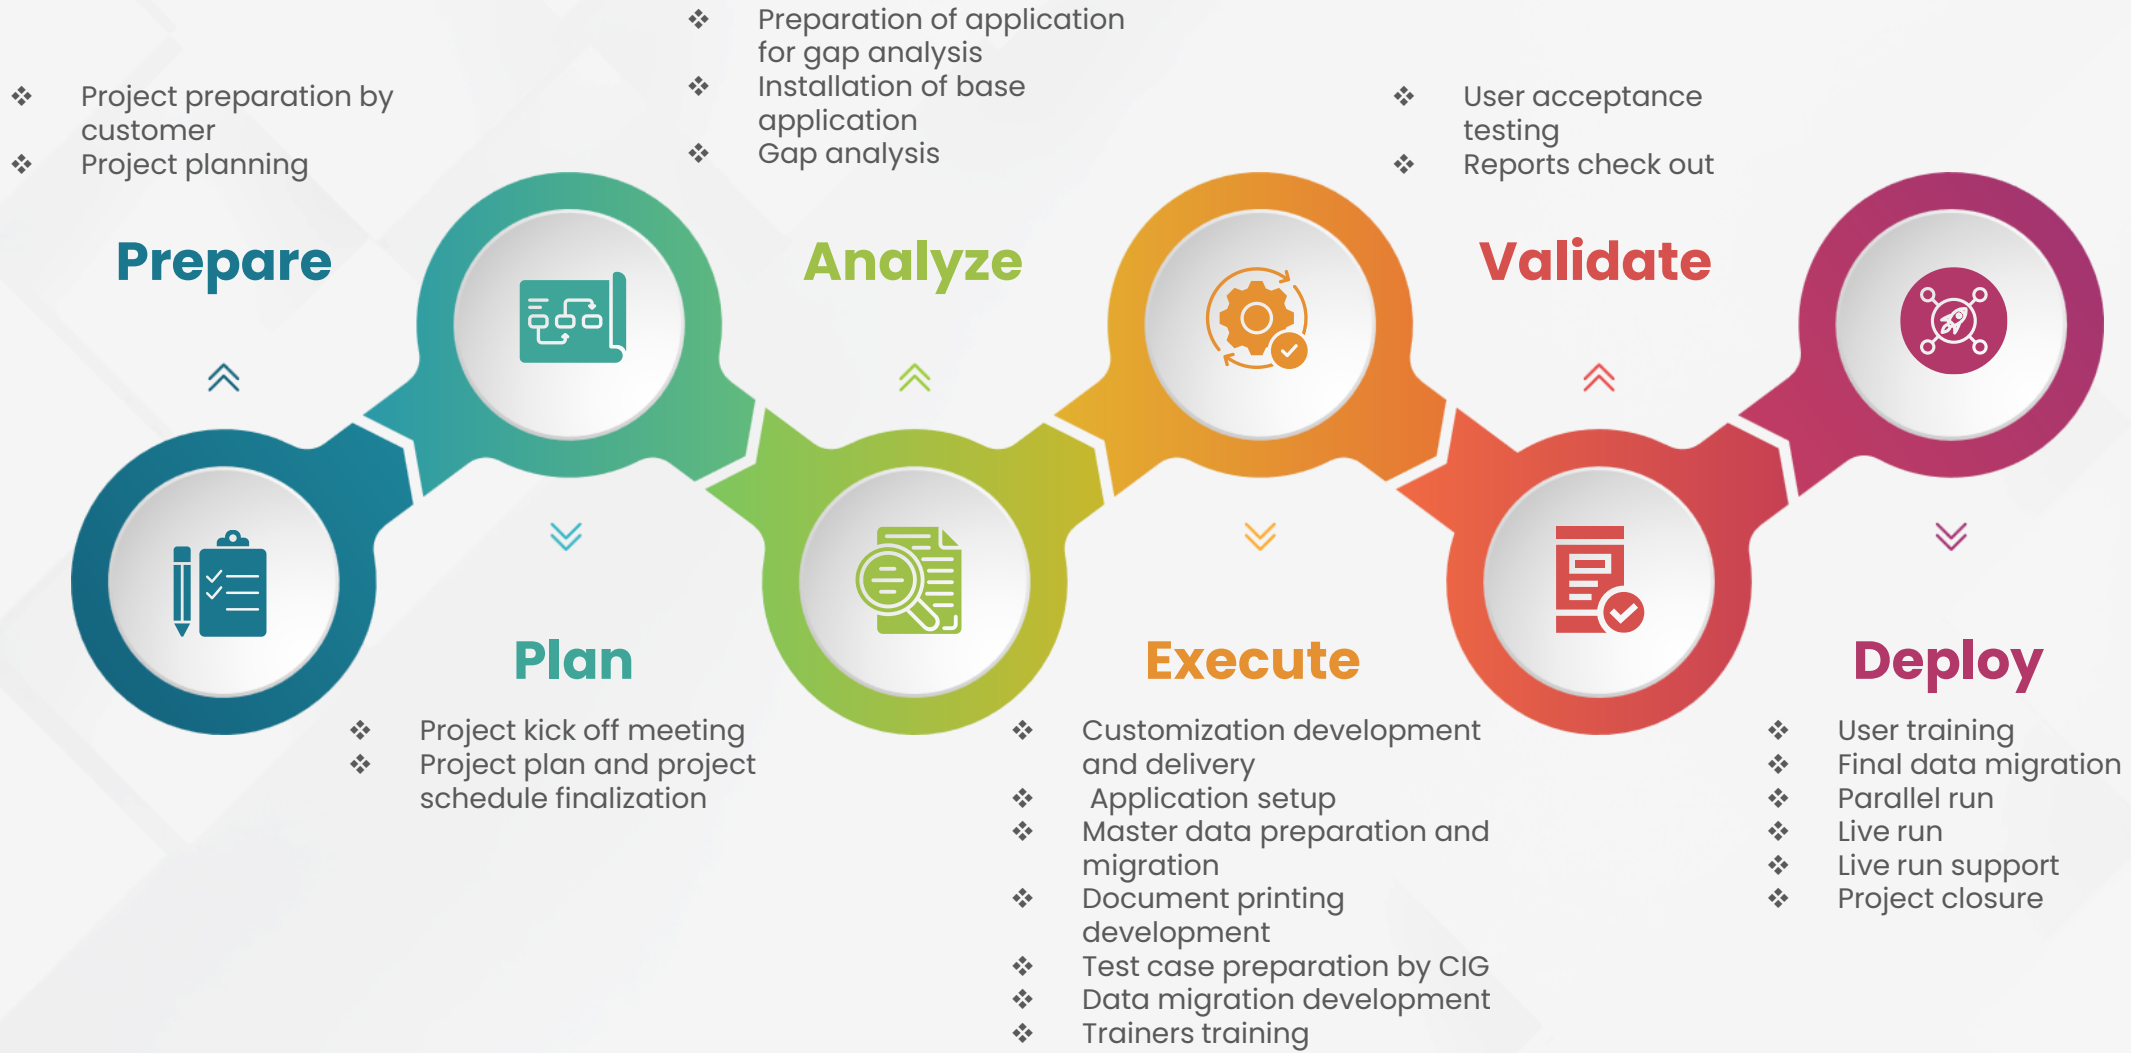 ❖ Project preparation by
customer
❖ Project planning
Prepare
Plan
❖ Project kick off meeting
❖ Project plan and project
schedule finalization
❖ Preparation of application
for gap analysis
❖ Installation of base
application
❖ Gap analysis
Analyze
Execute
❖ Customization development
and delivery
❖ Application setup
❖ Master data preparation and
migration
❖ Document printing
development
❖ Test case preparation by CIG
❖ Data migration development
❖ Trainers training
❖ User acceptance
testing
❖ Reports check out
Validate
Deploy
❖ User training
❖ Final data migration
❖ Parallel run
❖ Live run
❖ Live run support
❖ Project closure